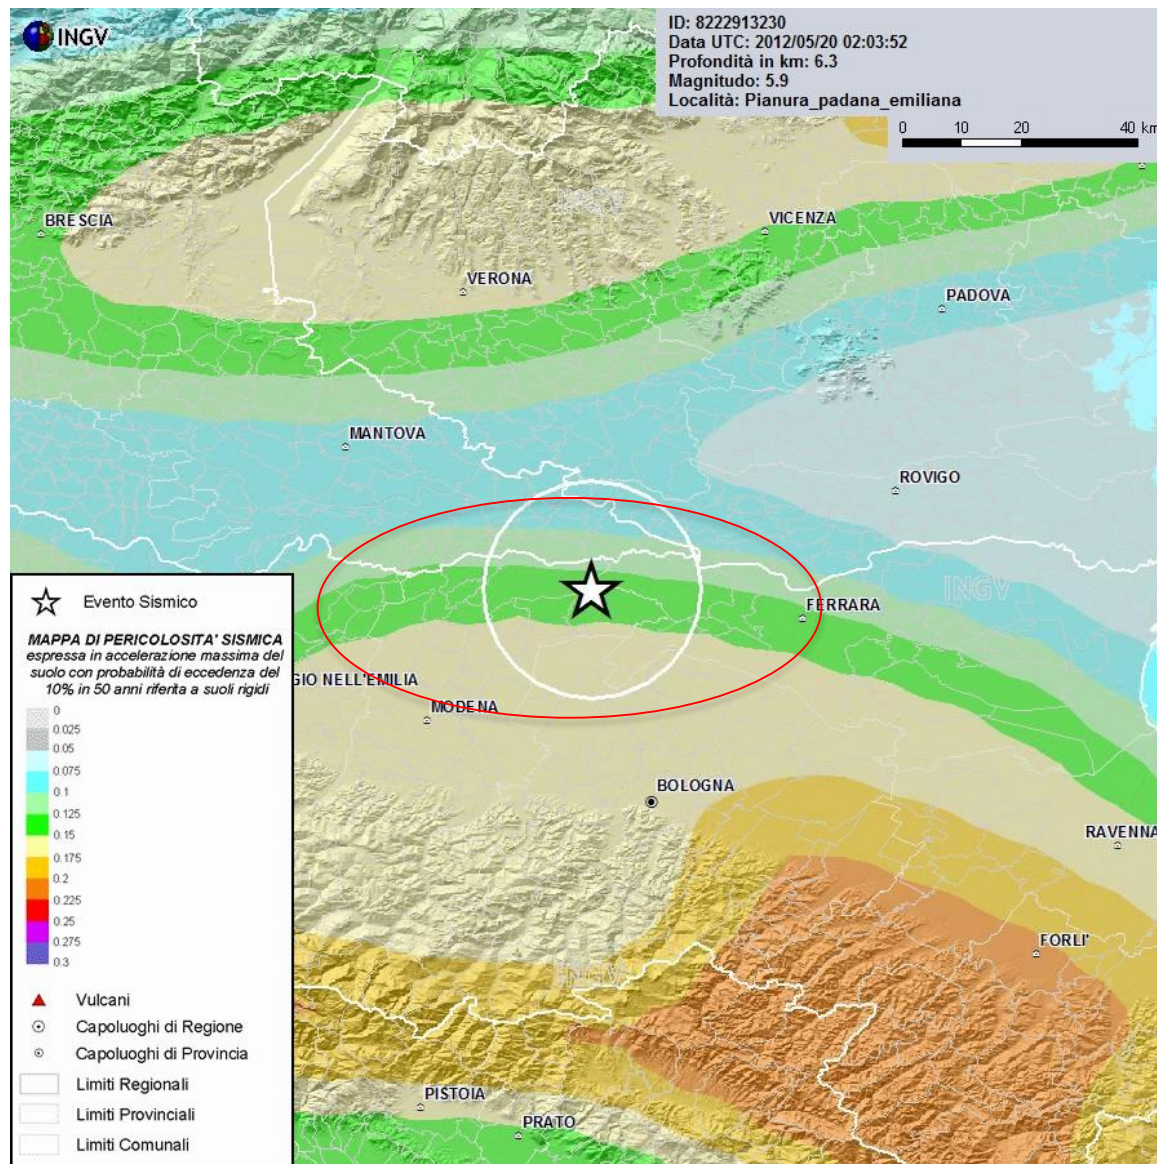 INGV
ID: 8222913230
Data UTC: 2012/05/20 02:03:52
Profondità in km: 6.3
Magnitudo: 5.9
Località: Pianura_padana_emiliana
0 10 20 40 km
INGV
BRESCIA
VICENZA
VERONA
PADOVA
MANTOVA
ROVIGO
INGV
FERRARA
GIO NELL'EMILIA
MODENA
BOLOGNA
RAVENNA
FORLI'
INGV
PISTOIA
PRATO
Evento Sismico
MAPPA DI PERICOLOSITA' SISMICA
espressa in accelerazione massima del
suolo con probabilità di eccedenza del
10% in 50 anni riferita a suoli rigidi
0
0.025
0.05
0.075
0.1
0.125
0.15
0.175
0.2
0.225
0.25
0.275
0.3
Vulcani
Capoluoghi di Regione
Capoluoghi di Provincia
Limiti Regionali
Limiti Provinciali
Limiti Comunali